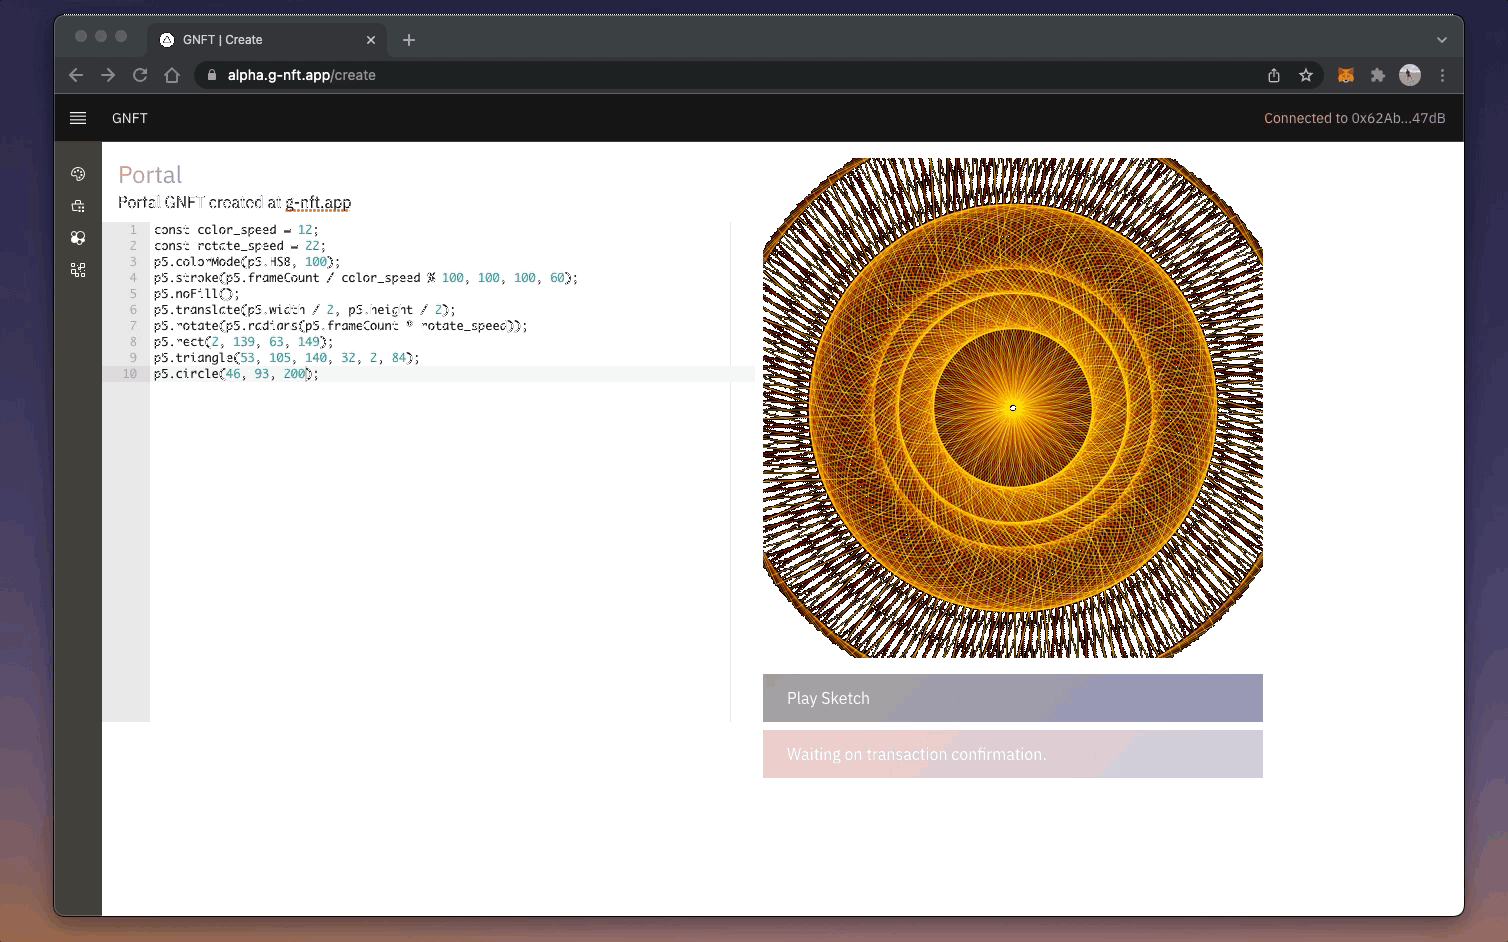 GNFT | Create
alpha.g-nft.app/create
GNFT
Connected to 0x62Ab...47dB
Portal
Portal GNFT created at g-nft.app
1 const color_speed = 12;
2 const rotate_speed = 22;
3 p5.colorMode(p5.HSB, 100);
4 p5.stroke(p5.frameCount / color_speed % 100, 100, 100, 60);
5 p5.noFill();
6 p5.translate(p5.width / 2, p5.height / 2);
7 p5.rotate(p5.radians(p5.frameCount * rotate_speed));
8 p5.rect(2, 139, 63, 149);
9 p5.triangle(53, 105, 140, 32, 2, 84);
10 p5.circle(46, 93, 200);
Play Sketch
Waiting on transaction confirmation.